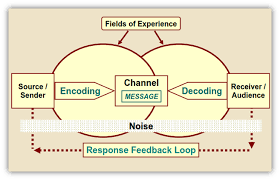 Fields of Experience
Source /
Sender
Encoding
Channel
MESSAGE
Decoding
Receiver /
Audience
Noise
Response Feedback Loop